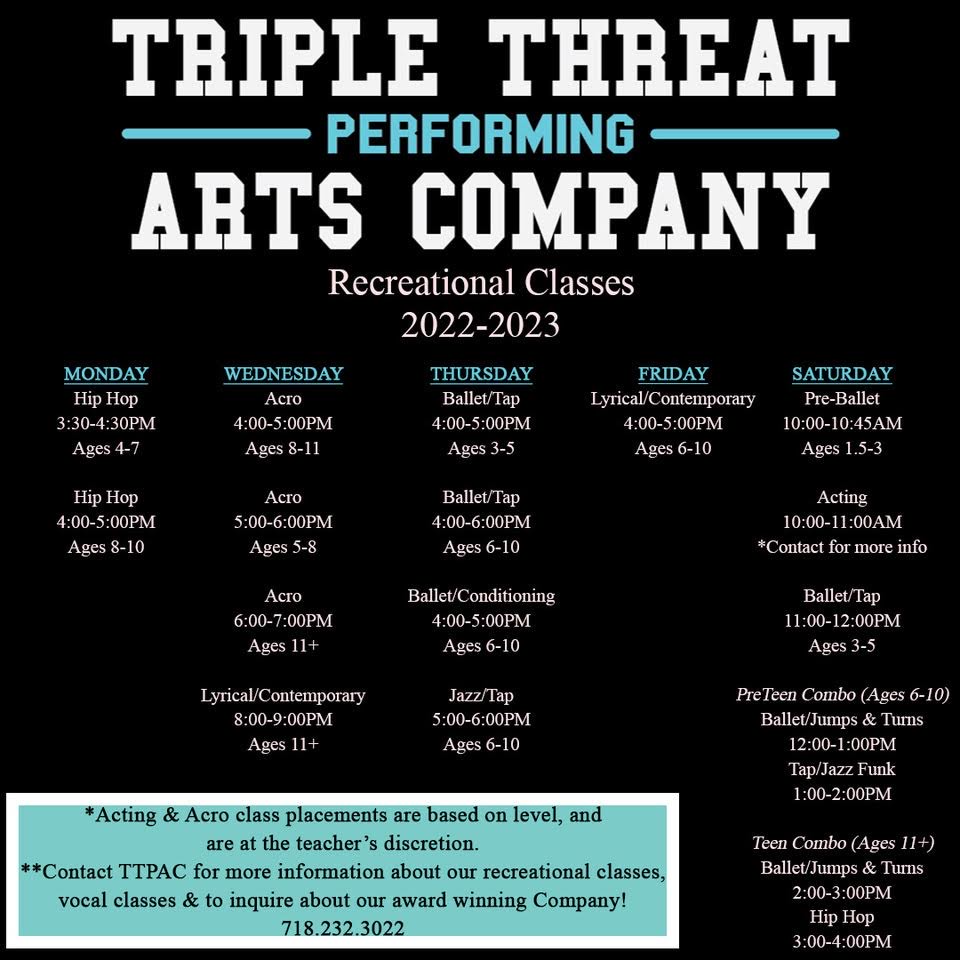 TRIPLE THREAT
PERFORMING
ARTS COMPANY
Recreational Classes
2022-2023
MONDAY
Hip Hop
3:30-4:30PM
Ages 4-7
Hip Hop
4:00-5:00PM
Ages 8-10
WEDNESDAY
Acro
4:00-5:00PM
Ages 8-11
Acro
5:00-6:00PM
Ages 5-8
Acro
6:00-7:00PM
Ages 11+
Lyrical/Contemporary
8:00-9:00PM
Ages 11+
THURSDAY
Ballet/Tap
4:00-5:00PM
Ages 3-5
Ballet/Tap
4:00-6:00PM
Ages 6-10
Ballet/Conditioning
4:00-5:00PM
Ages 6-10
Jazz/Tap
5:00-6:00PM
Ages 6-10
FRIDAY
Lyrical/Contemporary
4:00-5:00PM
Ages 6-10
SATURDAY
Pre-Ballet
10:00-10:45AM
Ages 1.5-3
Acting
10:00-11:00AM
*Contact for more info
Ballet/Tap
11:00-12:00PM
Ages 3-5
PreTeen Combo (Ages 6-10)
Ballet/Jumps & Turns
12:00-1:00PM
Tap/Jazz Funk
1:00-2:00PM
Teen Combo (Ages 11+)
Ballet/Jumps & Turns
2:00-3:00PM
Hip Hop
3:00-4:00PM
*Acting & Acro class placements are based on level, and
are at the teacher's discretion.
**Contact TTPAC for more information about our recreational classes,
vocal classes & to inquire about our award winning Company!
718.232.3022